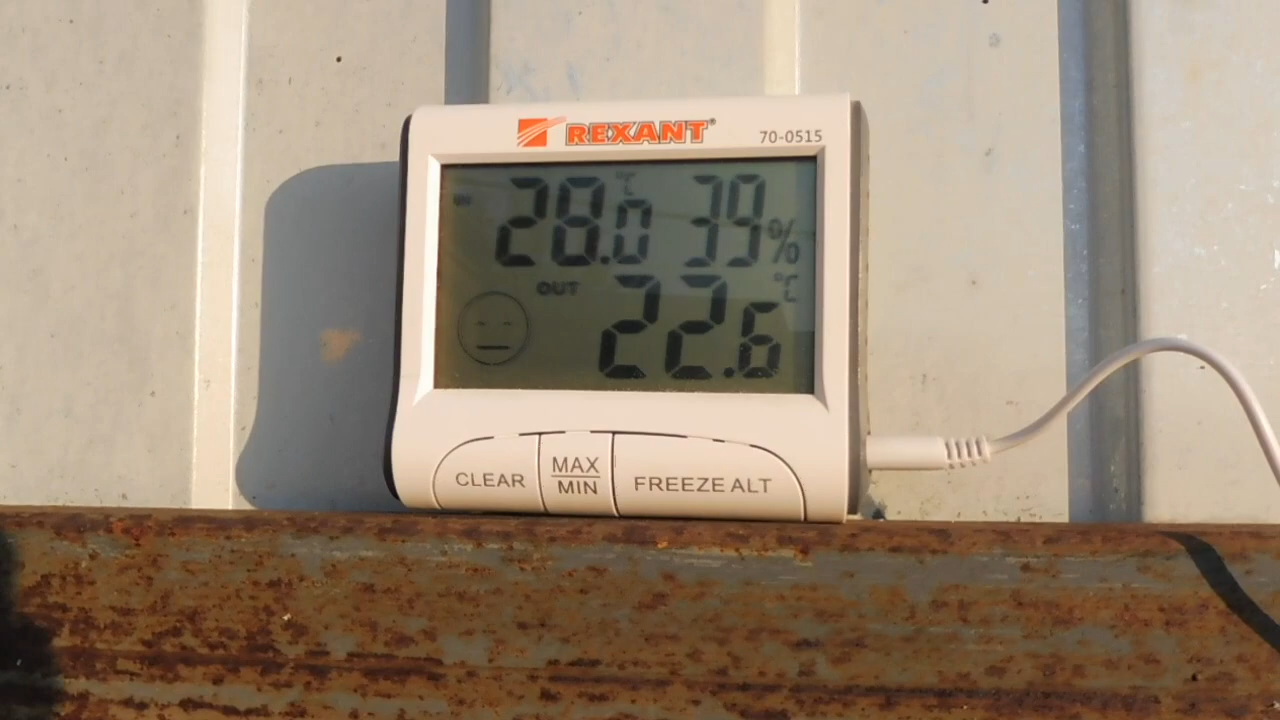 REXANT®
70-0515
28.0 °C 39%
OUT 22.6 °C
CLEAR
MAX
MIN
FREEZE ALT